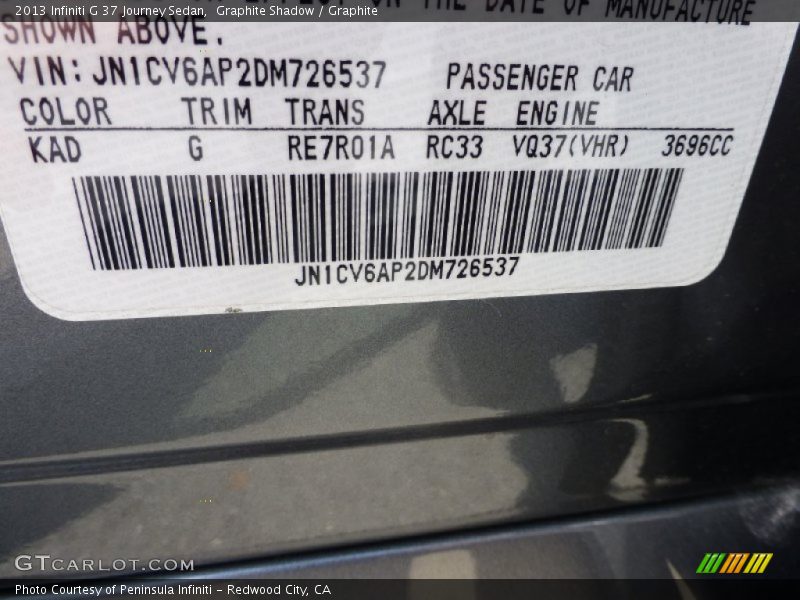 2013 Infiniti G 37 Journey Sedan, Graphite Shadow / Graphite
THE DATE OF MANUFACTURE
SHOWN ABOVE.
VIN: JN1CV6AP2DM726537 PASSENGER CAR
COLOR TRIM TRANS AXLE ENGINE
KAD G RE7R01A RC33 VQ37(VHR) 3696CC
JN1CV6AP2DM726537
GTCARLOT.COM
Photo Courtesy of Peninsula Infiniti - Redwood City, CA